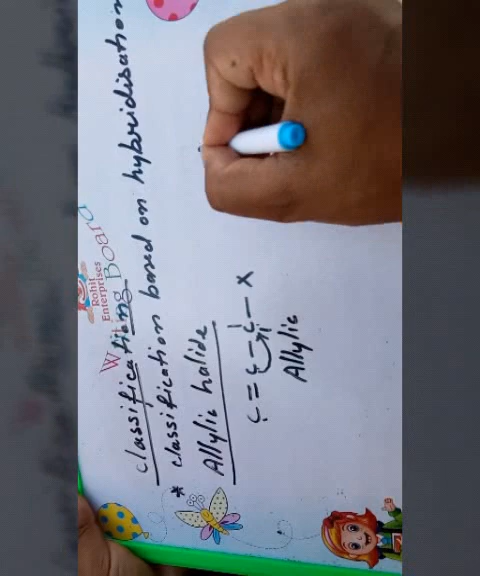 Rohit
Enterprises
Writing Board
Classification
* Classification based on hybridisation
Allylic halide
C = C - C - X
Allylic